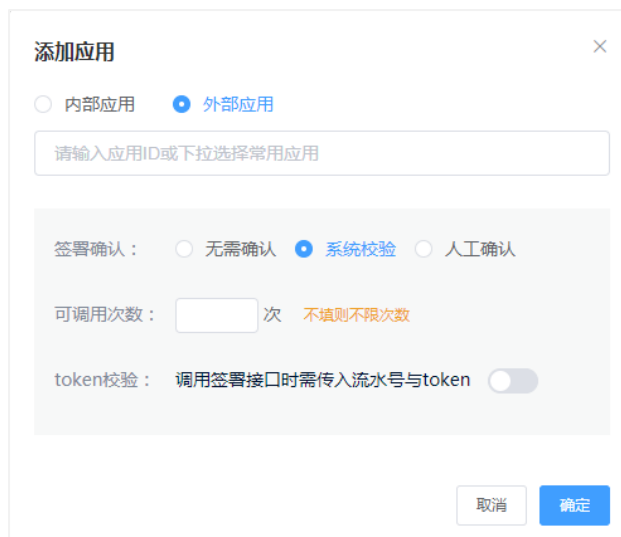 添加应用
内部应用 外部应用
请输入应用ID或下拉选择常用应用
签署确认： 无需确认 系统校验 人工确认
可调用次数： 次 不填则不限次数
token校验： 调用签署接口时需传入流水号与token
取消 确定